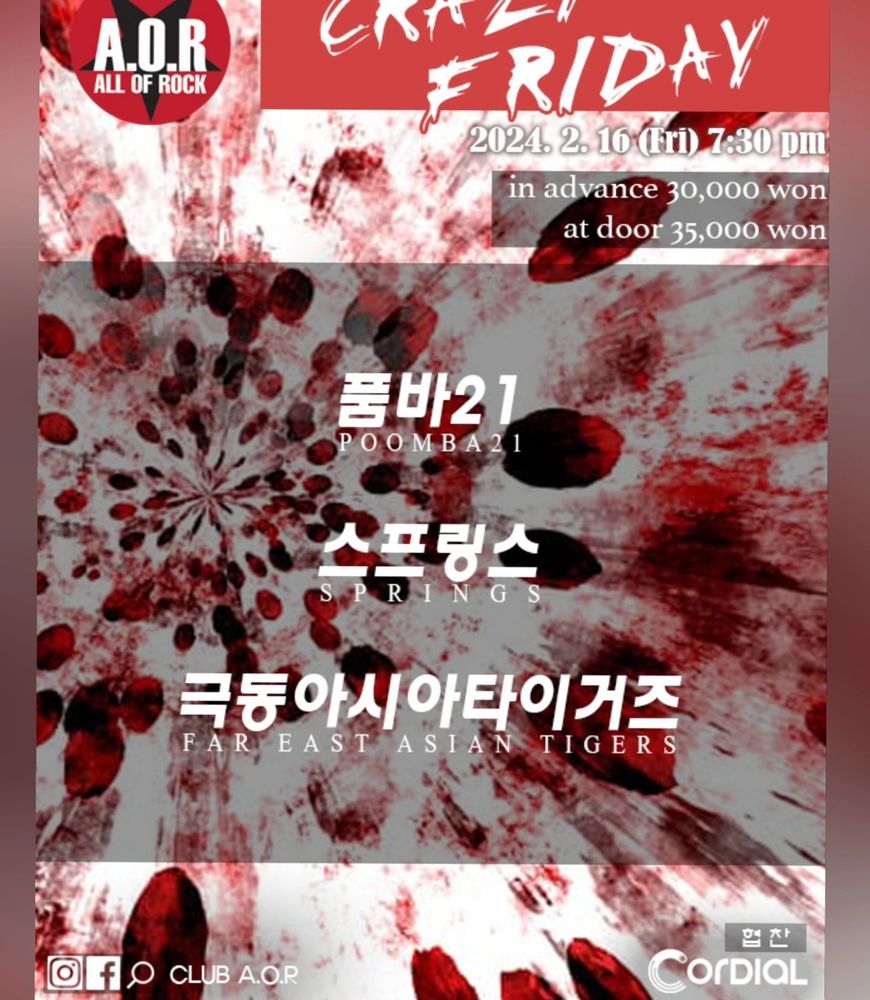 A.O.R
ALL OF ROCK
CRAZY
FRIDAY
2024. 2. 16 (Fri) 7:30 pm
in advance 30,000 won
at door 35,000 won
품바21
POOMBA21
스프링스
SPRINGS
극동아시아타이거즈
FAR EAST ASIAN TIGERS
협찬
CORDIAL
CLUB A.O.R